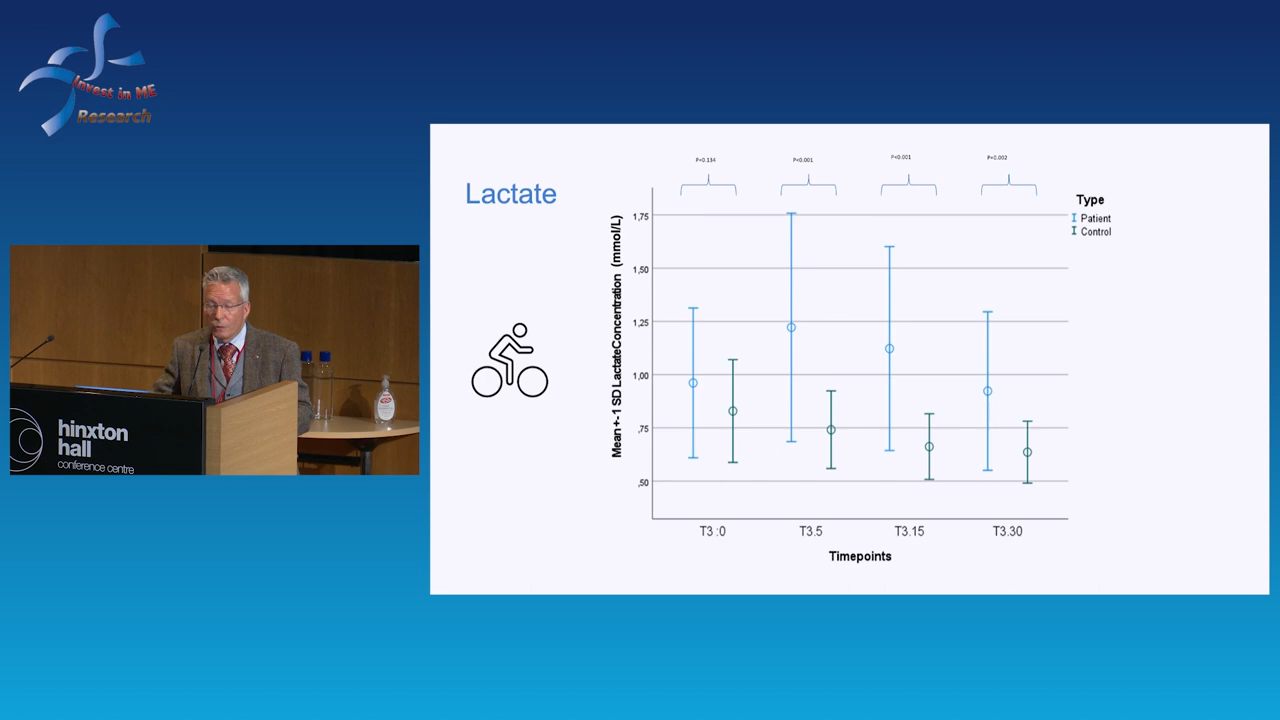 Invest in ME
Research
hinxton
hall
conference centre
Lactate
P=0.134
P<0.001
P<0.001
P=0.002
Mean +-1 SD LactateConcentration (mmol/L)
1,75
1,50
1,25
1,00
,75
,50
T3 :0
T3.5
T3.15
T3.30
Timepoints
Type
Patient
Control